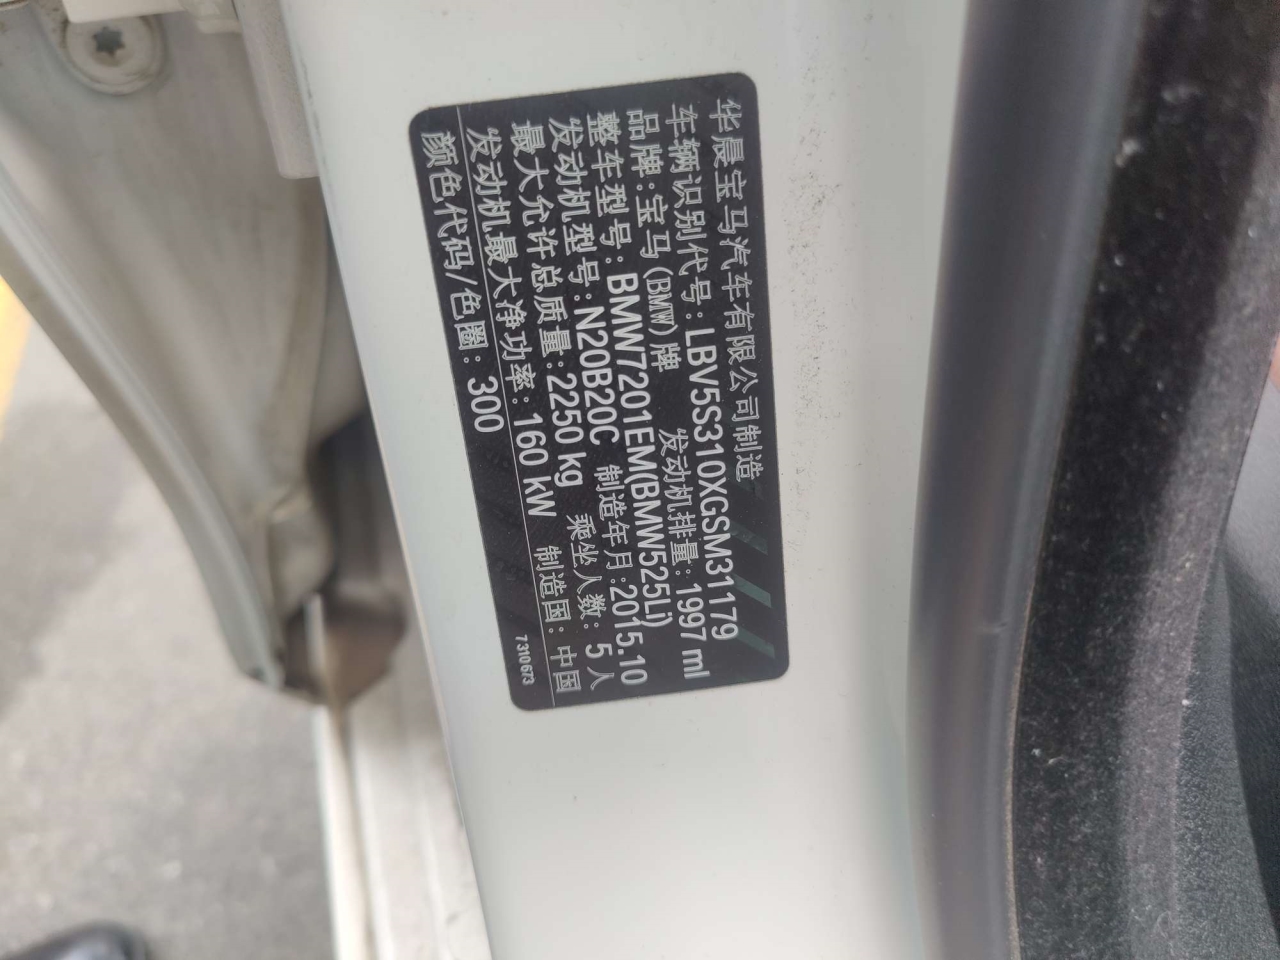 华晨宝马汽车有限公司制造
车辆识别代号: LBV5S310XGSM31179
品牌: 宝马(BMW)牌 发动机排量: 1997 ml
整车型号: BMW7201EM(BMW525Li)
发动机型号: N20B20C 制造年月: 2015.10
最大允许总质量: 2250 kg 乘坐人数: 5 人
发动机最大净功率: 160 kW 制造国: 中国
颜色代码/色圈: 300
7310673